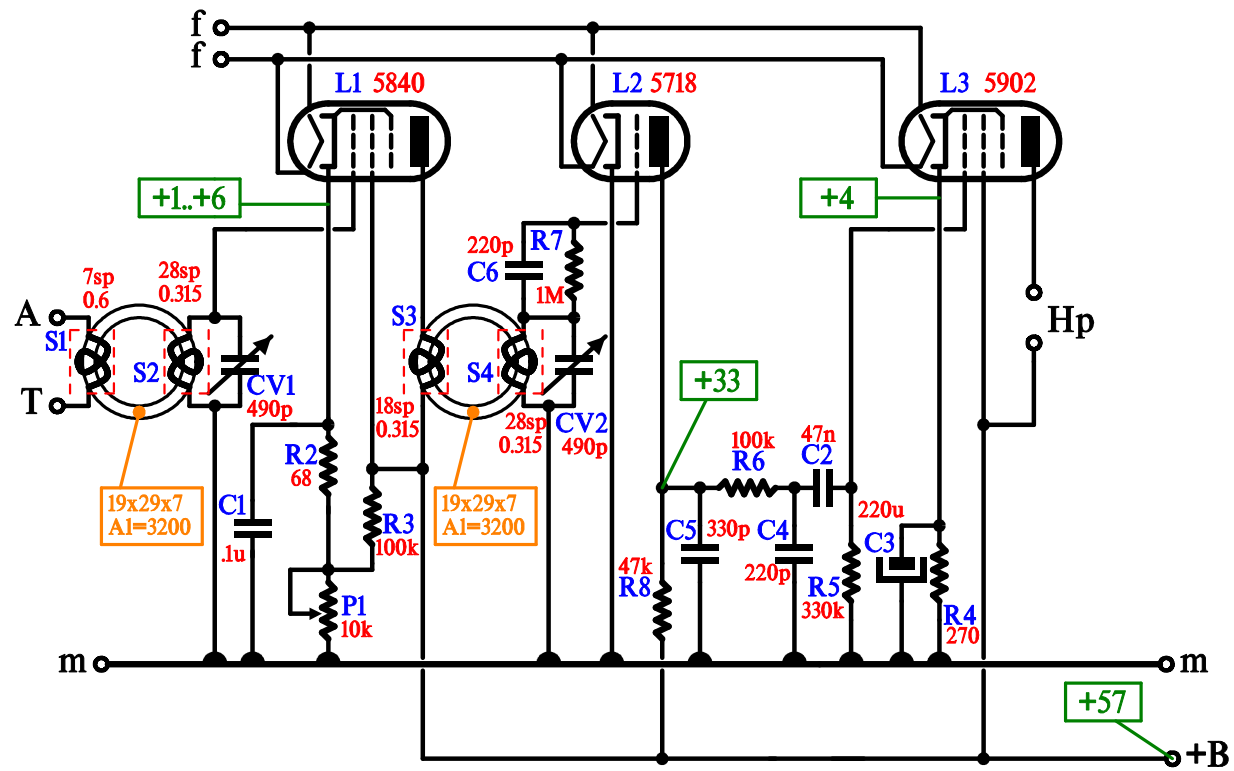 f
f
L1 5840
L2 5718
L3 5902
+1..+6
+4
7sp
0.6
28sp
0.315
A
S1
T
S2
CV1
490p
220p
C6
R7
1M
S3
S4
18sp
0.315
28sp
0.315
CV2
490p
Hp
+33
19x29x7
Al=3200
19x29x7
Al=3200
C1
.1u
R2
68
R3
100k
P1
10k
100k
R6
47n
C2
C5
330p
C4
220p
47k
R8
220u
C3
R5
330k
R4
270
m
m
+57
+B